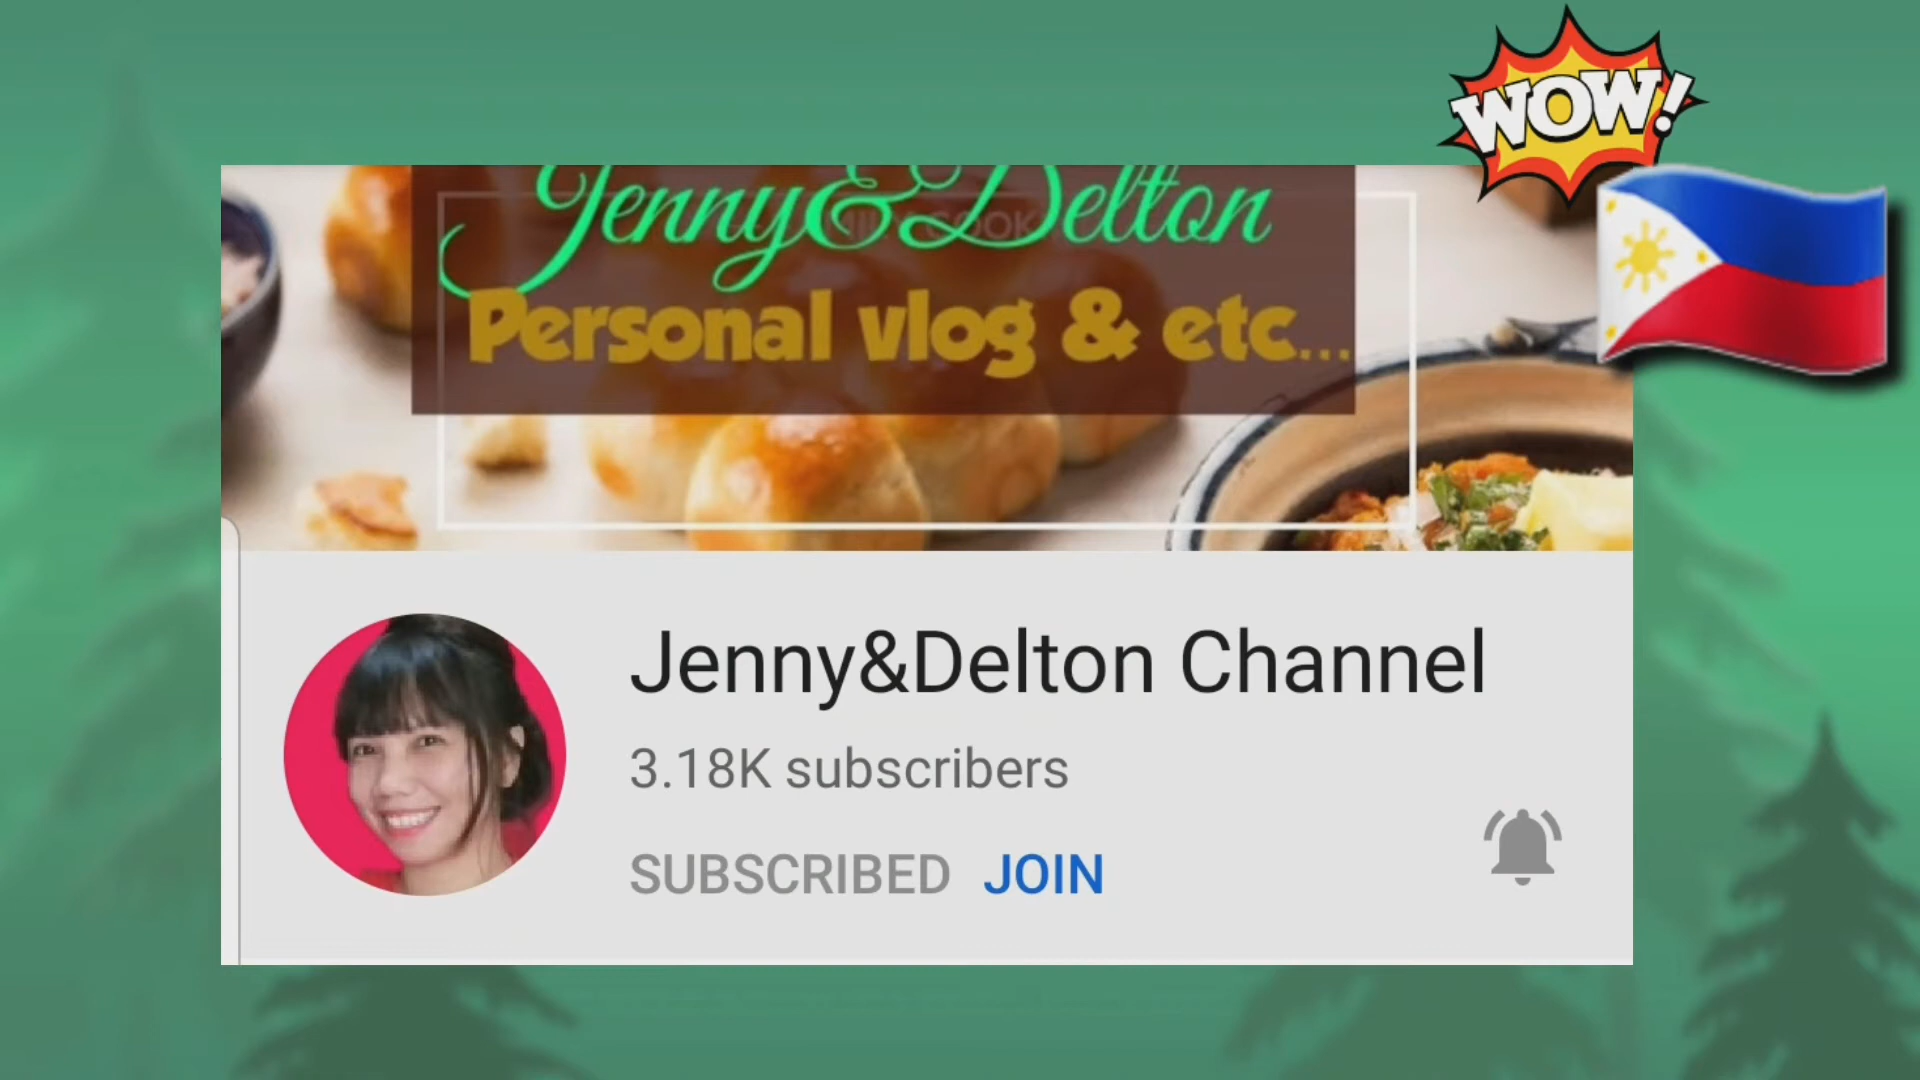 WOW!
Jenny&Delton
Personal vlog & etc...
Jenny&Delton Channel
3.18K subscribers
SUBSCRIBED JOIN